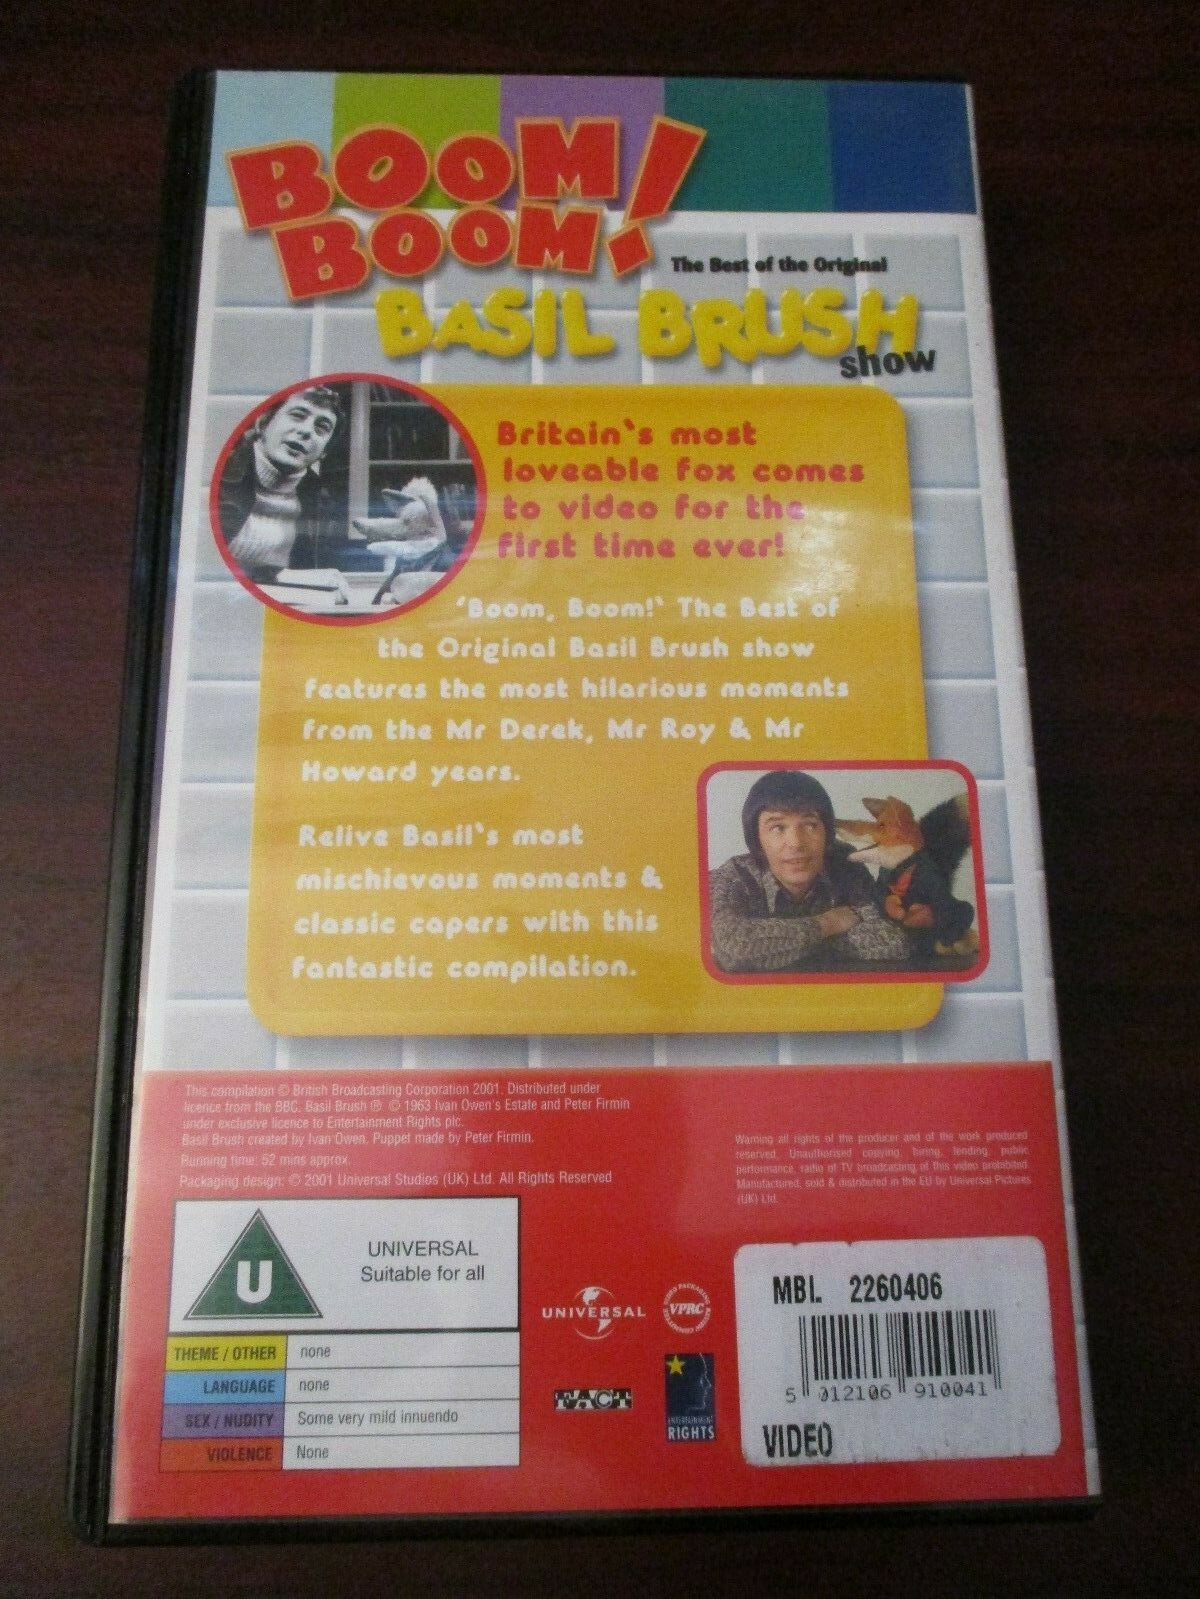 BOOM
BOOM!
The Best of the Original
BASIL BRUSH
show
Britain's most
loveable fox comes
to video for the
first time ever!
'Boom, Boom!' The Best of
the Original Basil Brush show
features the most hilarious moments
from the Mr Derek, Mr Roy & Mr
Howard years.
Relive Basil's most
mischievous moments &
classic capers with this
fantastic compilation.
This compilation © British Broadcasting Corporation 2001. Distributed under
licence from the BBC. Basil Brush ® © 1963 Ivan Owen's Estate and Peter Firmin
under exclusive licence to Entertainment Rights plc.
Basil Brush created by Ivan Owen. Puppet made by Peter Firmin.
Running time: 52 mins approx.
Packaging design: © 2001 Universal Studios (UK) Ltd. All Rights Reserved
Warning all rights of the producer and of the work produced
reserved. Unauthorised copying, hiring, lending, public
performance, radio of TV broadcasting of this video prohibited.
Manufactured, sold & distributed in the EU by Universal Pictures
(UK) Ltd.
U
UNIVERSAL
Suitable for all
THEME / OTHER none
LANGUAGE none
SEX / NUDITY Some very mild innuendo
VIOLENCE None
UNIVERSAL
VIDEO PACKAGING REVIEW COMMITTEE
VPRC
FACT
ENTERTAINMENT
RIGHTS
MBL 2260406
5 012106 910041
VIDEO